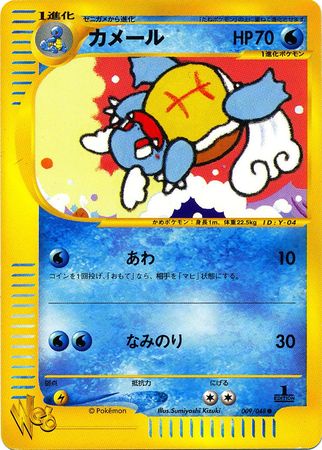 1進化
ゼニガメから進化
カメール
HP70
1進化ポケモン
かめポケモン:身長1m、体重22.5kg
ID:Y-04
あわ 10
コインを1回投げ、「おもて」なら、相手を「マヒ」状態にする。
なみのり 30
弱点 抵抗力 にげる
1
EDITION
Web
©Pokémon
Illus.Sumiyoshi Kizuki
009/048